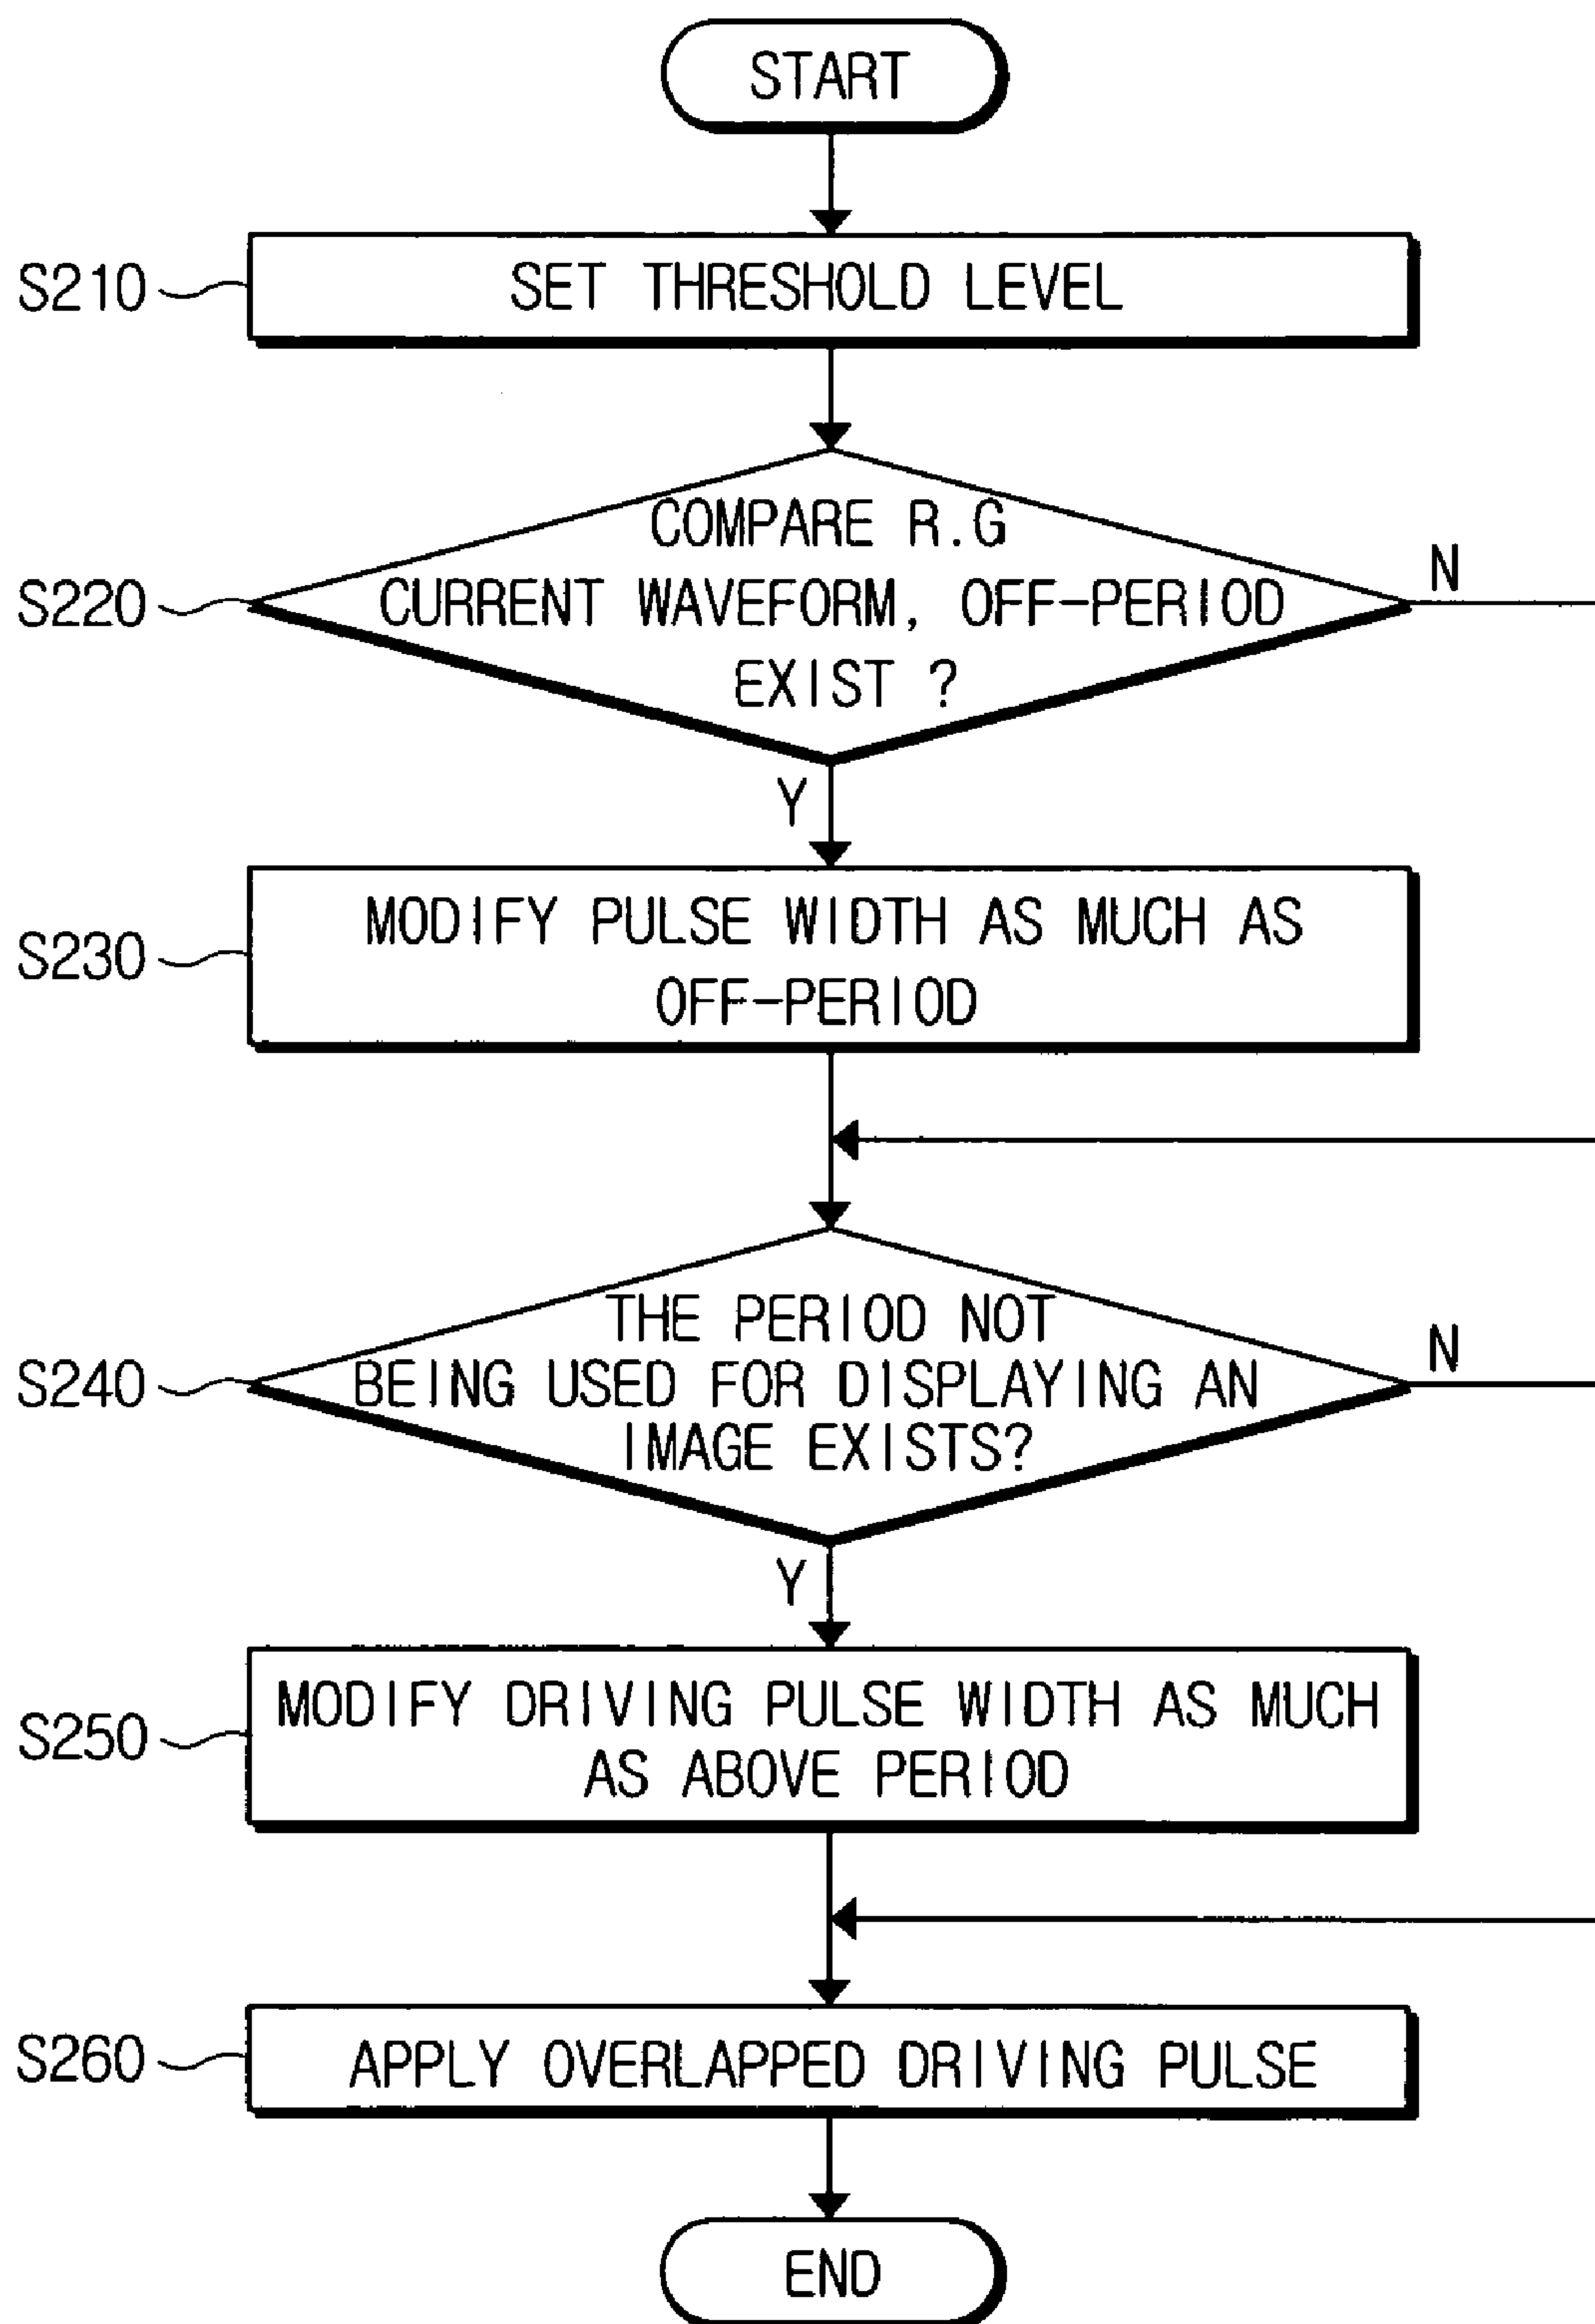 START
S210
SET THRESHOLD LEVEL
COMPARE R.G
S220
CURRENT WAVEFORM, OFF-PERIOD
N
EXIST ?
Y
S230
MODIFY PULSE WIDTH AS MUCH AS
OFF-PERIOD
THE PERIOD NOT
S240
BEING USED FOR DISPLAYING AN
N
IMAGE EXISTS?
Y
S250
MODIFY DRIVING PULSE WIDTH AS MUCH
AS ABOVE PERIOD
S260
APPLY OVERLAPPED DRIVING PULSE
END